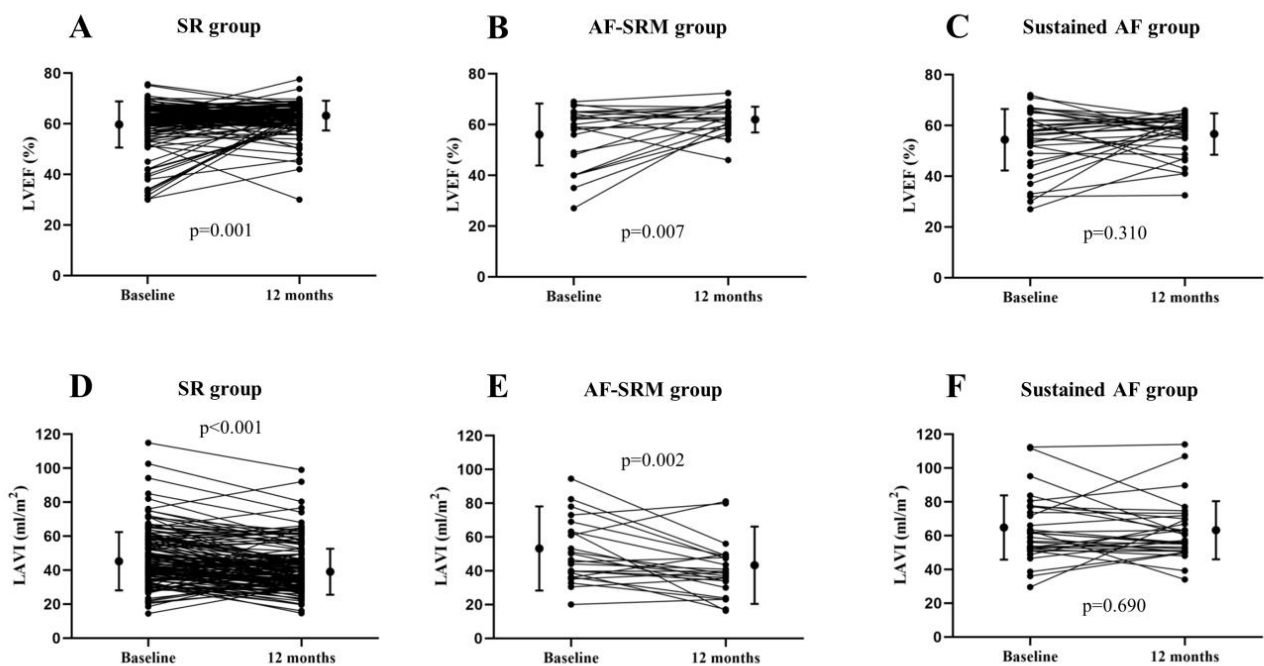 A
SR group
LVEF (%)
80
60
40
20
0
p=0.001
Baseline
12 months
B
AF-SRM group
LVEF (%)
80
60
40
20
0
p=0.007
Baseline
12 months
C
Sustained AF group
LVEF (%)
80
60
40
20
0
p=0.310
Baseline
12 months
D
SR group
p<0.001
LAVI (ml/m²)
120
100
80
60
40
20
0
Baseline
12 months
E
AF-SRM group
p=0.002
LAVI (ml/m²)
120
100
80
60
40
20
0
Baseline
12 months
F
Sustained AF group
LAVI (ml/m²)
120
100
80
60
40
20
0
p=0.690
Baseline
12 months